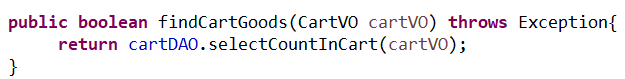 public boolean findCartGoods(CartVO cartVO) throws Exception{
return cartDAO.selectCountInCart(cartVO);
}